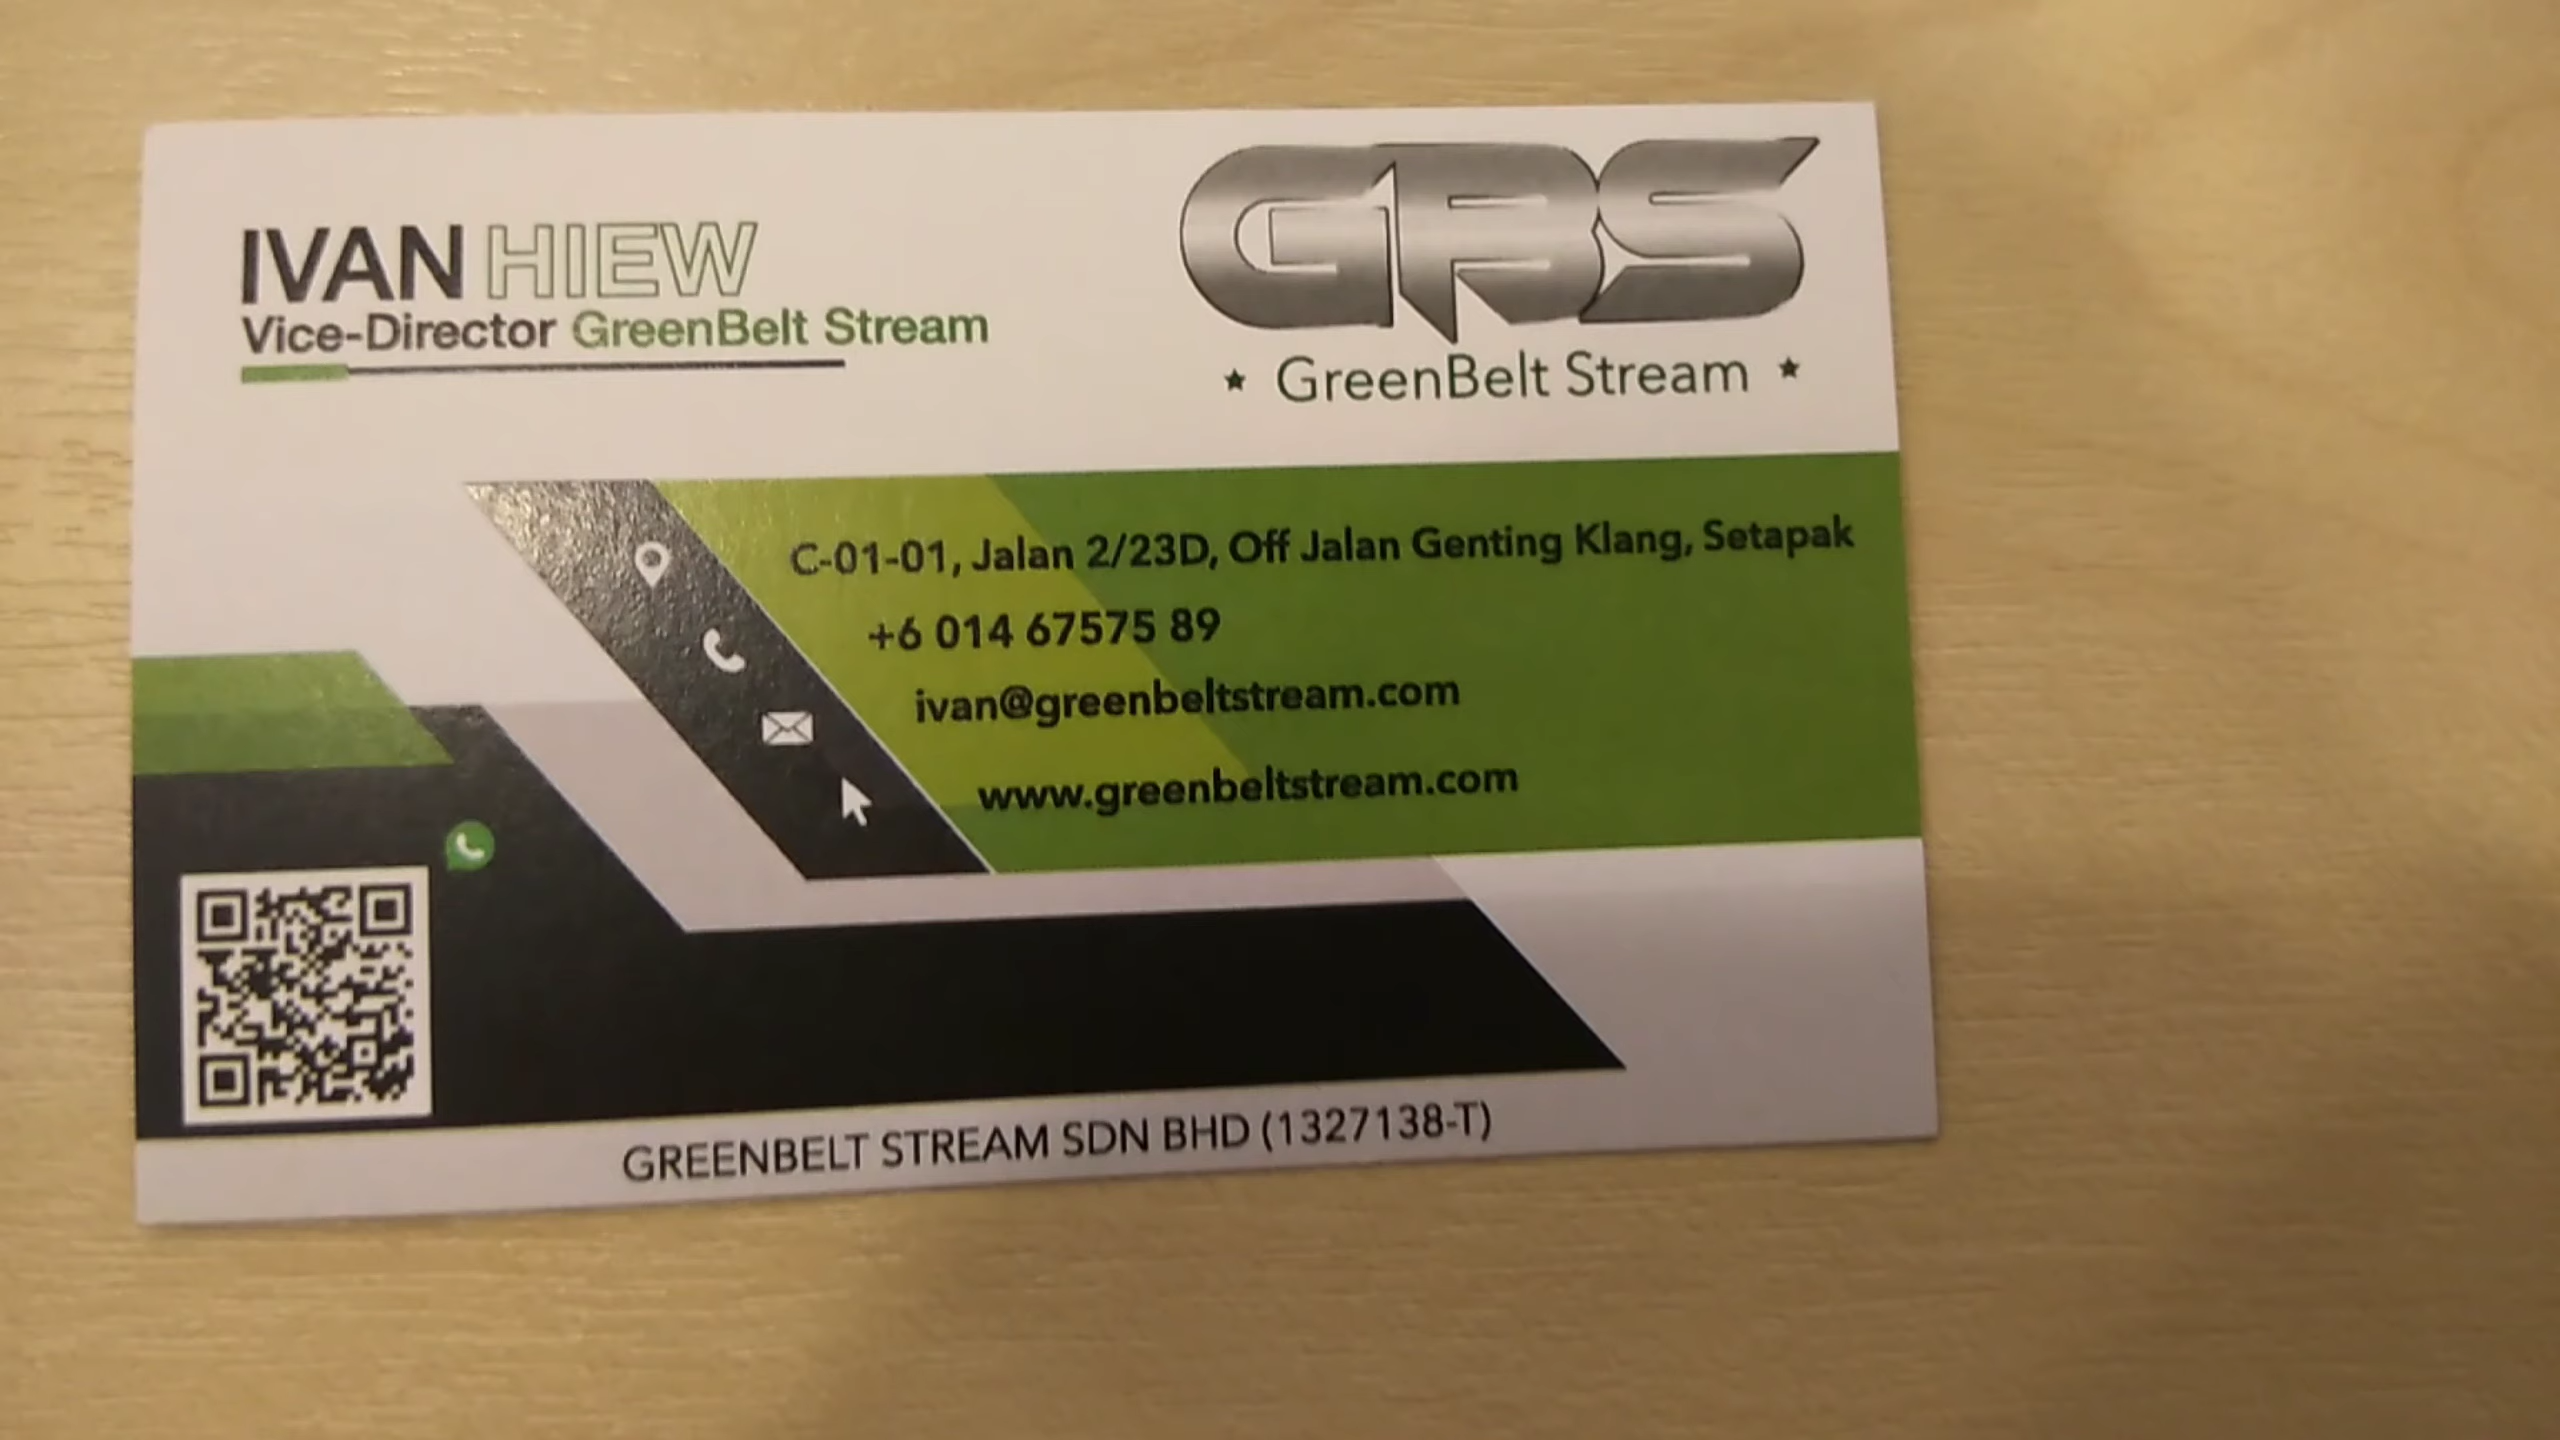 IVAN HIEW
Vice-Director GreenBelt Stream
GBS
GreenBelt Stream
C-01-01, Jalan 2/23D, Off Jalan Genting Klang, Setapak
+6 014 67575 89
ivan@greenbeltstream.com
www.greenbeltstream.com
GREENBELT STREAM SDN BHD (1327138-T)